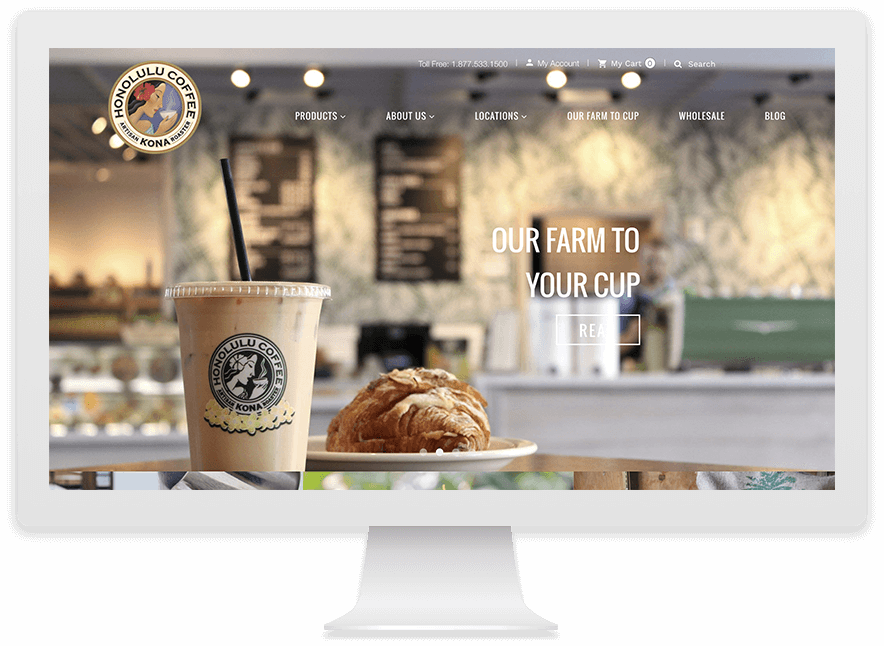 Toll Free: 1.877.533.1500 | My Account | My Cart 0 | Search
HONOLULU COFFEE
ARTISAN KONA ROASTER
PRODUCTS ABOUT US LOCATIONS OUR FARM TO CUP WHOLESALE BLOG
OUR FARM TO
YOUR CUP
REA
HONOLULU COFFEE
ARTISAN KONA ROASTER